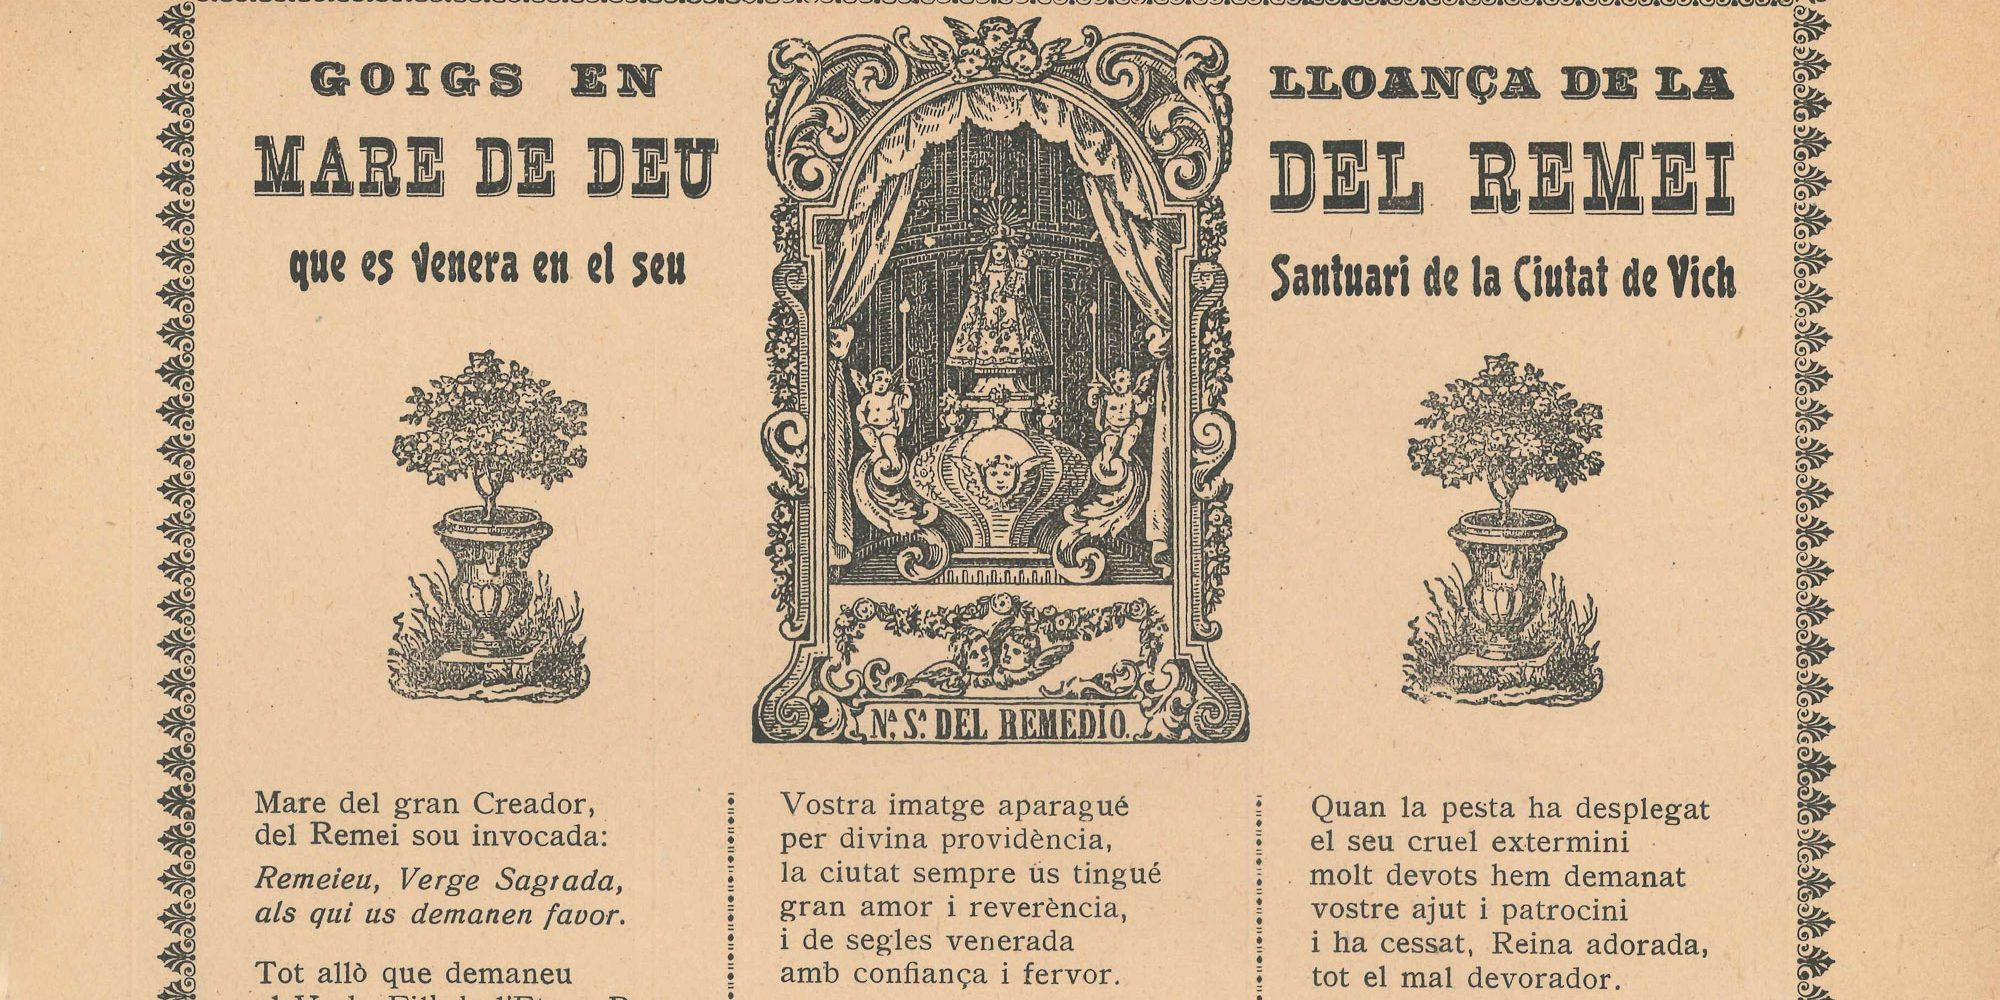 GOIGS EN LLOANÇA DE LA
MARE DE DEU DEL REMEI
que es venera en el seu Santuari de la Ciutat de Vich
Nª. Sª. DEL REMEDIO.
Mare del gran Creador,
del Remei sou invocada:
Remeieu, Verge Sagrada,
als qui us demanen favor.
Tot allò que demaneu
Vostra imatge aparagué
per divina providència,
la ciutat sempre us tingué
gran amor i reverència,
i de segles venerada
amb confiança i fervor.
Quan la pesta ha desplegat
el seu cruel extermini
molt devots hem demanat
vostre ajut i patrocini
i ha cessat, Reina adorada,
tot el mal devorador.